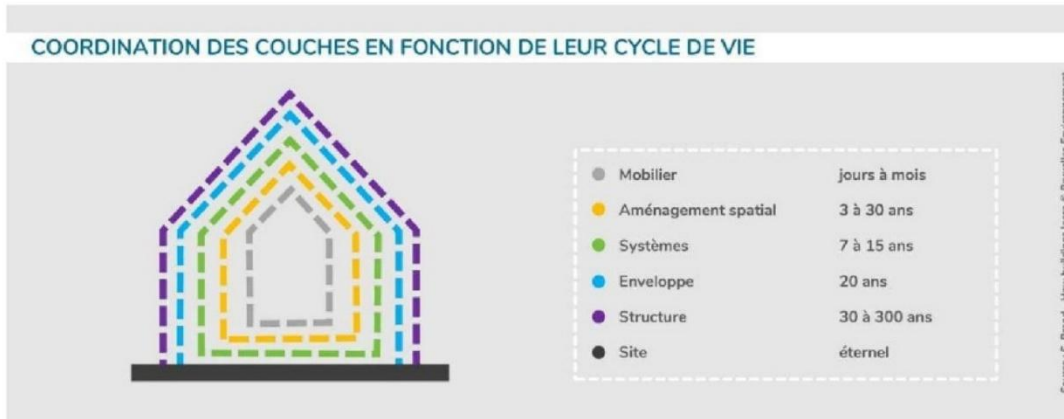 COORDINATION DES COUCHES EN FONCTION DE LEUR CYCLE DE VIE
Mobilier jours à mois
Aménagement spatial 3 à 30 ans
Systèmes 7 à 15 ans
Enveloppe 20 ans
Structure 30 à 300 ans
Site éternel